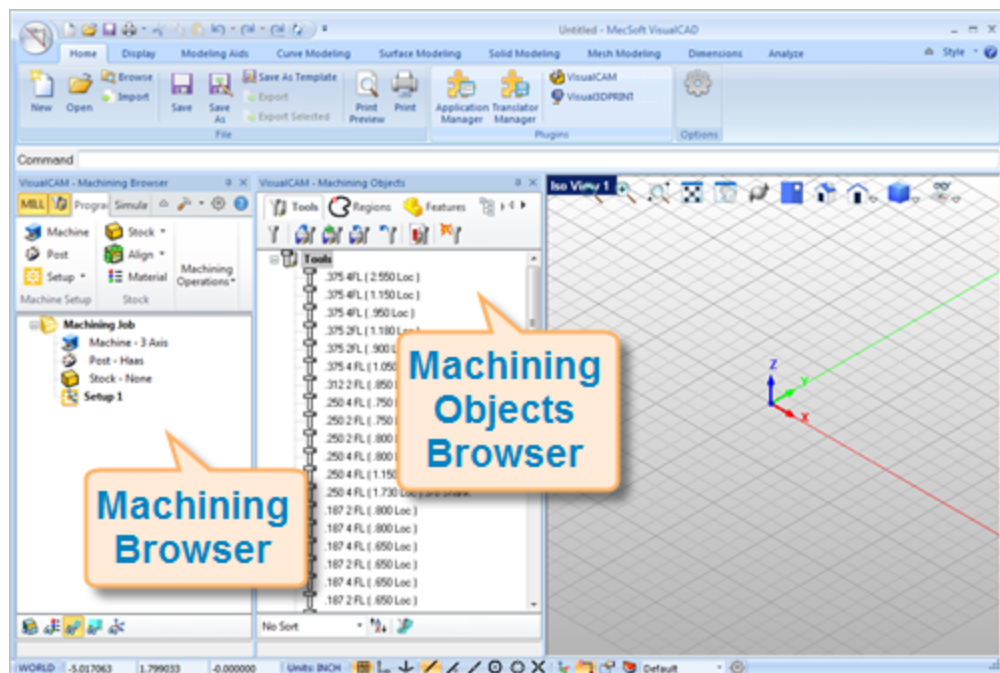 Untitled - MecSoft VisualCAD
Home Display Modeling Aids Curve Modeling Surface Modeling Solid Modeling Mesh Modeling Dimensions Analyze Style
New Open Browse Import Save Save As Save As Template Export Export Selected Print Preview Print Application Manager Translator Manager VisualCAM Visual3DPRINT
File Plugins Options
Command
VisualCAM - Machining Browser
MILL Progra Simula
Machine Stock
Post Align
Setup Material Machining Operations
Machine Setup Stock
Machining Job
Machine - 3 Axis
Post - Haas
Stock - None
Setup 1
Machining Browser
VisualCAM - Machining Objects
Tools Regions Features
Tools
.375 4FL ( 2.550 Loc )
.375 4FL ( 1.150 Loc )
.375 4FL ( .950 Loc )
.375 2FL ( 1.180 Lo
.375 2FL ( .900 L
.375 4 FL ( 1.050
.312 2 FL ( .850
.250 4 FL ( .750
.250 2 FL ( .750
.250 2 FL ( .800
.250 4 FL ( .800
.250 4 FL ( 1.150
.250 4 FL ( 1.730 Loc ) 3/8 Shank
.187 2 FL ( .800 Loc )
.187 4 FL ( .800 Loc )
.187 4 FL ( .650 Loc )
.187 2 FL ( .650 Loc )
.187 4 FL ( .650 Loc )
.187 2 FL ( .650 Loc )
No Sort
Machining Objects Browser
Iso View 1
Z
Y
X
WORLD -5.017063 1.799033 -0.000000 Units: INCH Default